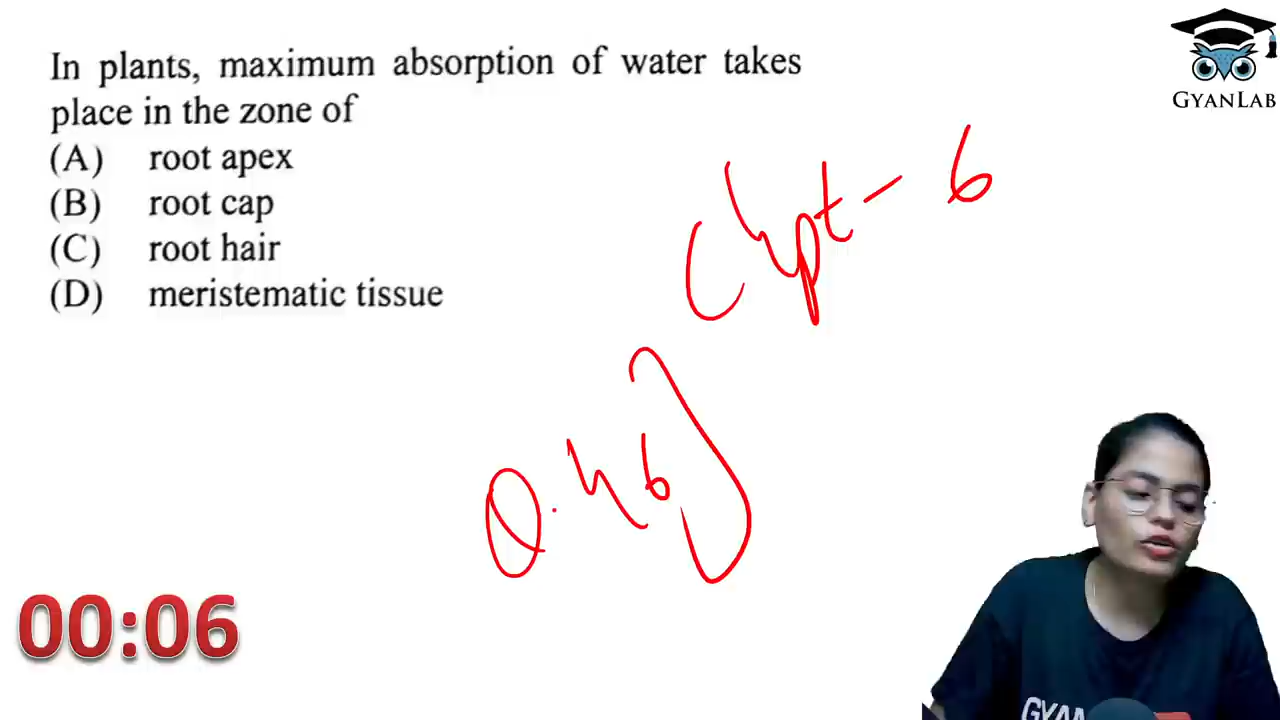 In plants, maximum absorption of water takes
place in the zone of
(A) root apex
(B) root cap
(C) root hair
(D) meristematic tissue
GYANLAB
Chpt - 6
Q.46)
00:06
GYAN